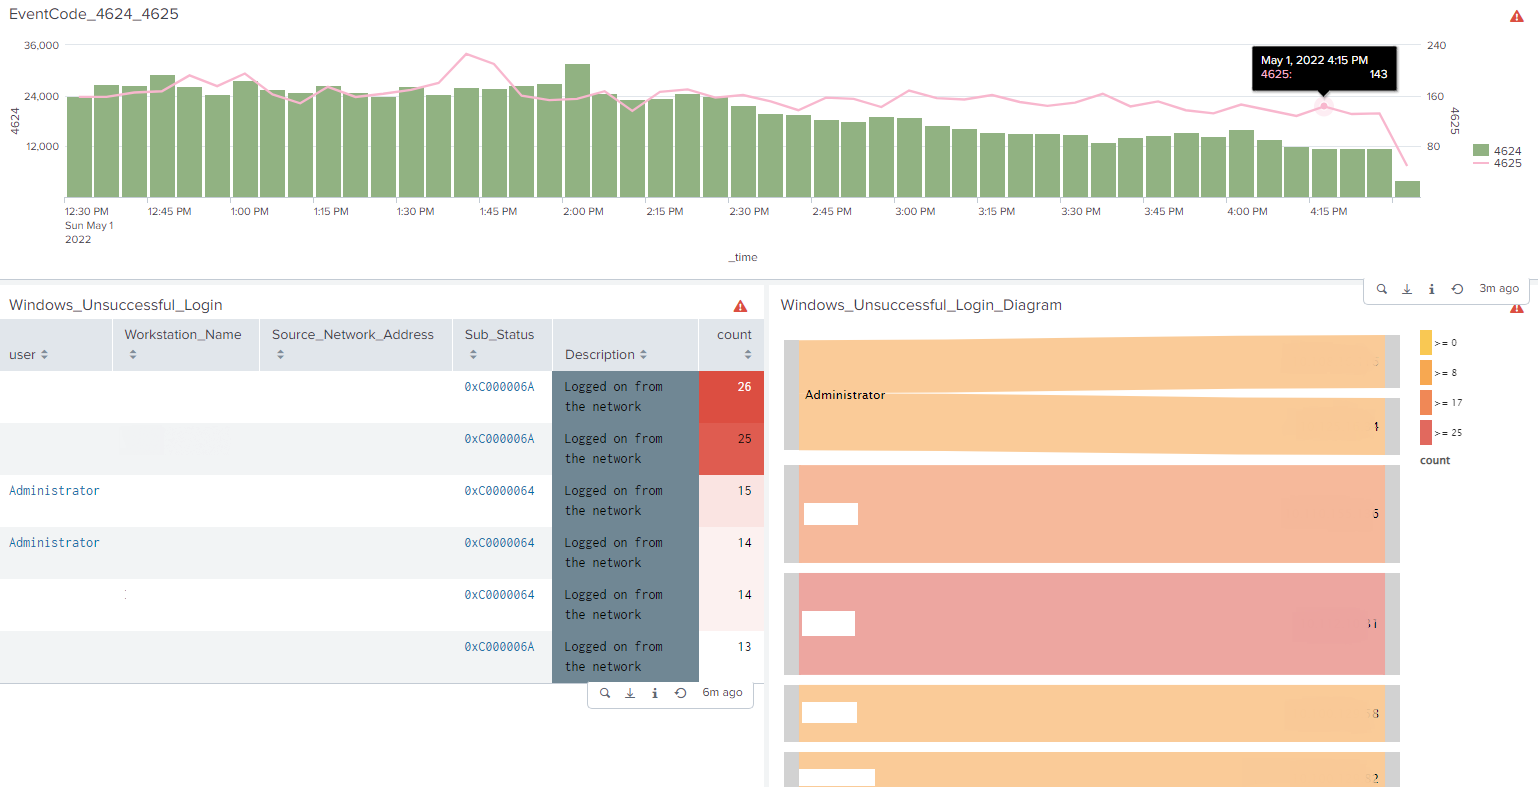 EventCode_4624_4625
36,000
24,000
12,000
4624
240
160
80
4625
May 1, 2022 4:15 PM
4625: 143
4624
4625
12:30 PM 12:45 PM 1:00 PM 1:15 PM 1:30 PM 1:45 PM 2:00 PM 2:15 PM 2:30 PM 2:45 PM 3:00 PM 3:15 PM 3:30 PM 3:45 PM 4:00 PM 4:15 PM
Sun May 1
2022
_time
3m ago
Windows_Unsuccessful_Login
user Workstation_Name Source_Network_Address Sub_Status Description count
0xC000006A Logged on from 26
the network
0xC000006A Logged on from 25
the network
Administrator 0xC0000064 Logged on from 15
the network
Administrator 0xC0000064 Logged on from 14
the network
0xC0000064 Logged on from 14
the network
0xC000006A Logged on from 13
the network
6m ago
Windows_Unsuccessful_Login_Diagram
Administrator
5
8
2
>= 0
>= 8
>= 17
>= 25
count